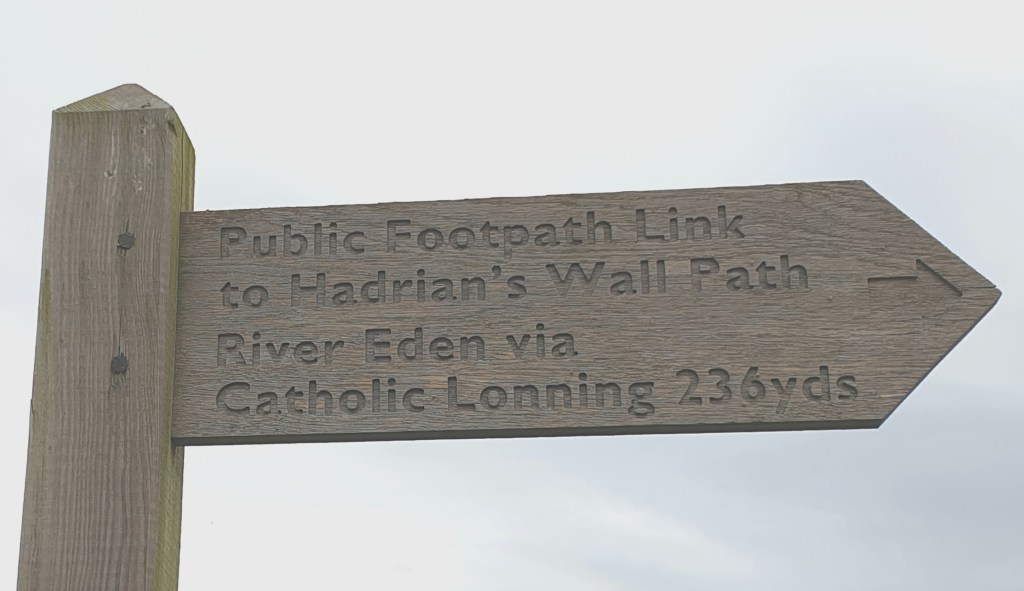 Public Footpath Link
to Hadrian's Wall Path
River Eden via
Catholic Lonning 236yds